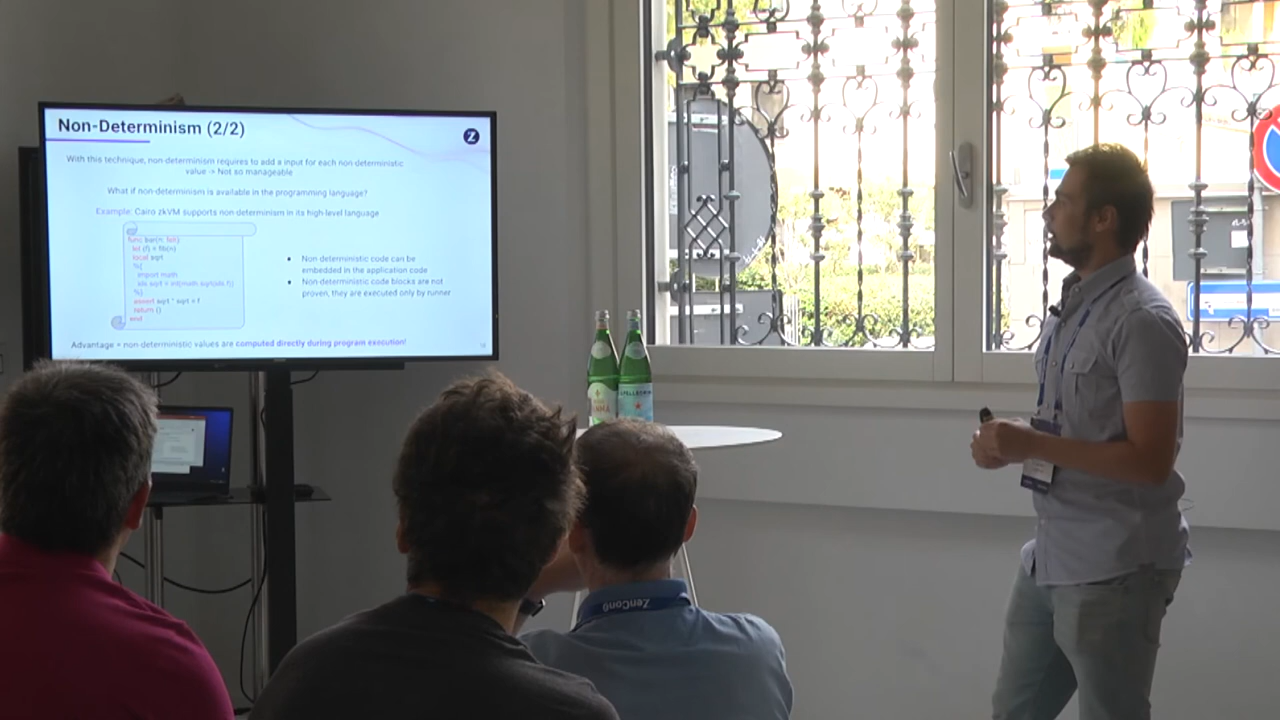 Non-Determinism (2/2)
Z
With this technique, non-determinism requires to add a input for each non deterministic
value -> Not so manageable
What if non-determinism is available in the programming language?
Example: Cairo zkVM supports non-determinism in its high-level language
func bar(n: felt)
let (f) = fib(n)
local sqrt
%{
import math
ids.sqrt = int(math.sqrt(ids.f))
%}
assert sqrt * sqrt = f
return ()
end
● Non deterministic code can be
embedded in the application code
● Non-deterministic code blocks are not
proven, they are executed only by runner
Advantage = non-deterministic values are computed directly during program execution!
ZenCon0